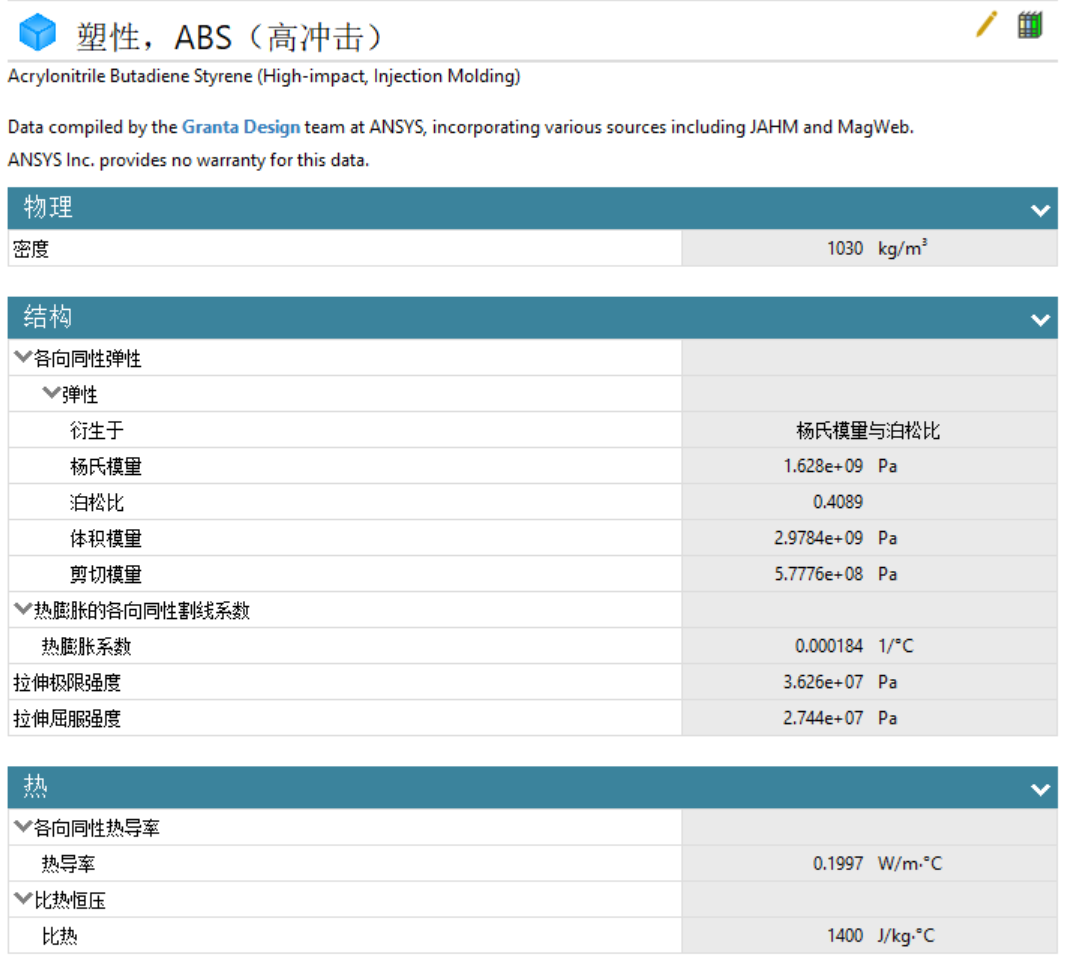 塑性，ABS（高冲击）
Acrylonitrile Butadiene Styrene (High-impact, Injection Molding)
Data compiled by the Granta Design team at ANSYS, incorporating various sources including JAHM and MagWeb.
ANSYS Inc. provides no warranty for this data.
物理
密度 1030 kg/m³
结构
各向同性弹性
弹性
衍生于 杨氏模量与泊松比
杨氏模量 1.628e+09 Pa
泊松比 0.4089
体积模量 2.9784e+09 Pa
剪切模量 5.7776e+08 Pa
热膨胀的各向同性割线系数
热膨胀系数 0.000184 1/°C
拉伸极限强度 3.626e+07 Pa
拉伸屈服强度 2.744e+07 Pa
热
各向同性热导率
热导率 0.1997 W/m·°C
比热恒压
比热 1400 J/kg·°C